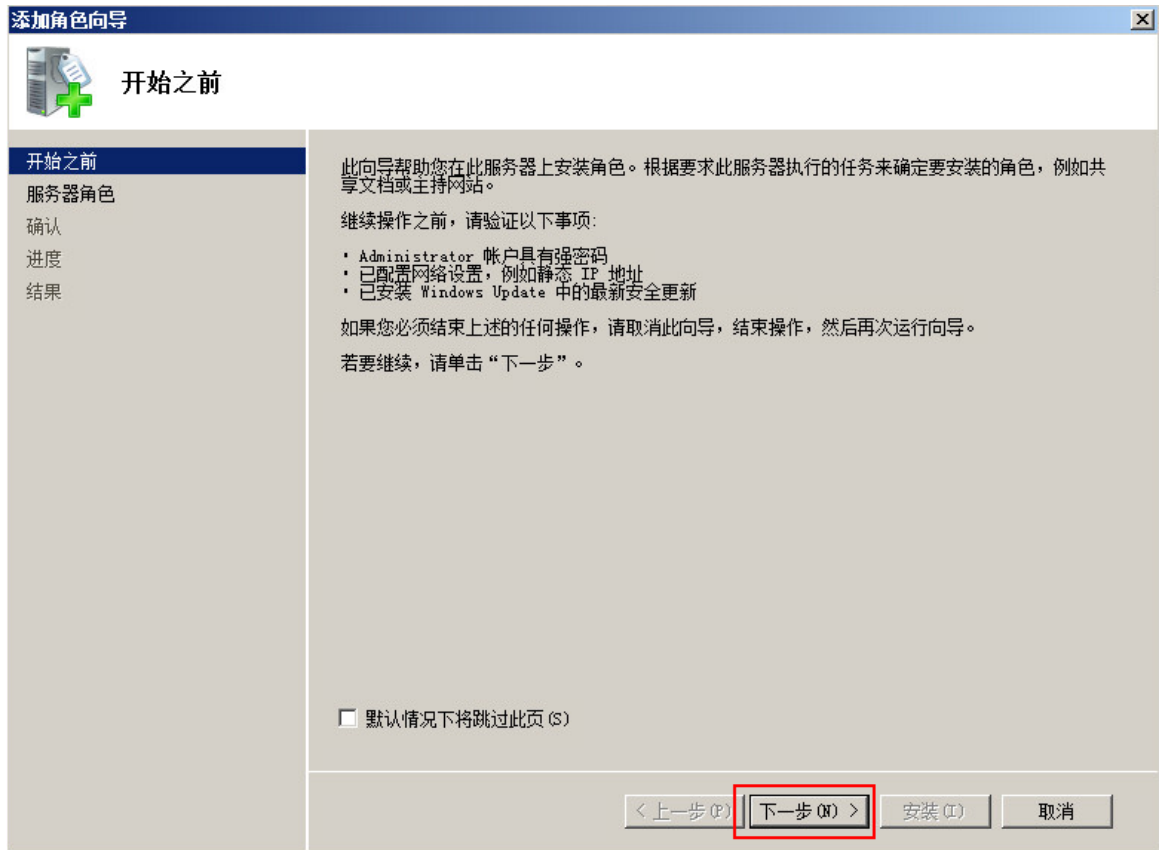 添加角色向导
开始之前
开始之前
服务器角色
确认
进度
结果
此向导帮助您在此服务器上安装角色。根据要求此服务器执行的任务来确定要安装的角色，例如共
享文档或主持网站。
继续操作之前，请验证以下事项:
· Administrator 帐户具有强密码
· 已配置网络设置，例如静态 IP 地址
· 已安装 Windows Update 中的最新安全更新
如果您必须结束上述的任何操作，请取消此向导，结束操作，然后再次运行向导。
若要继续，请单击“下一步”。
默认情况下将跳过此页(S)
< 上一步(P) 下一步(N) > 安装(I) 取消